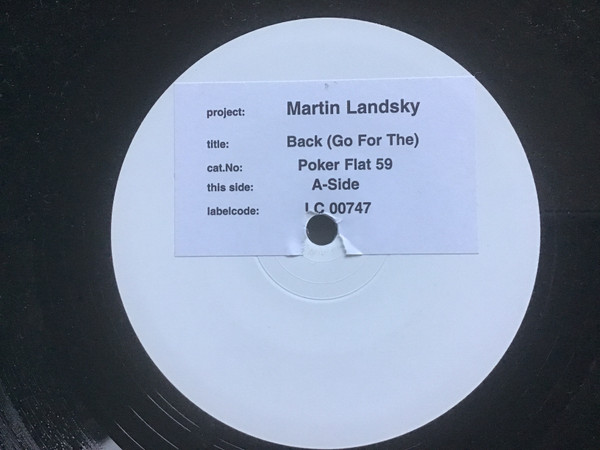 project: Martin Landsky
title: Back (Go For The)
cat.No: Poker Flat 59
this side: A-Side
labelcode: LC 00747